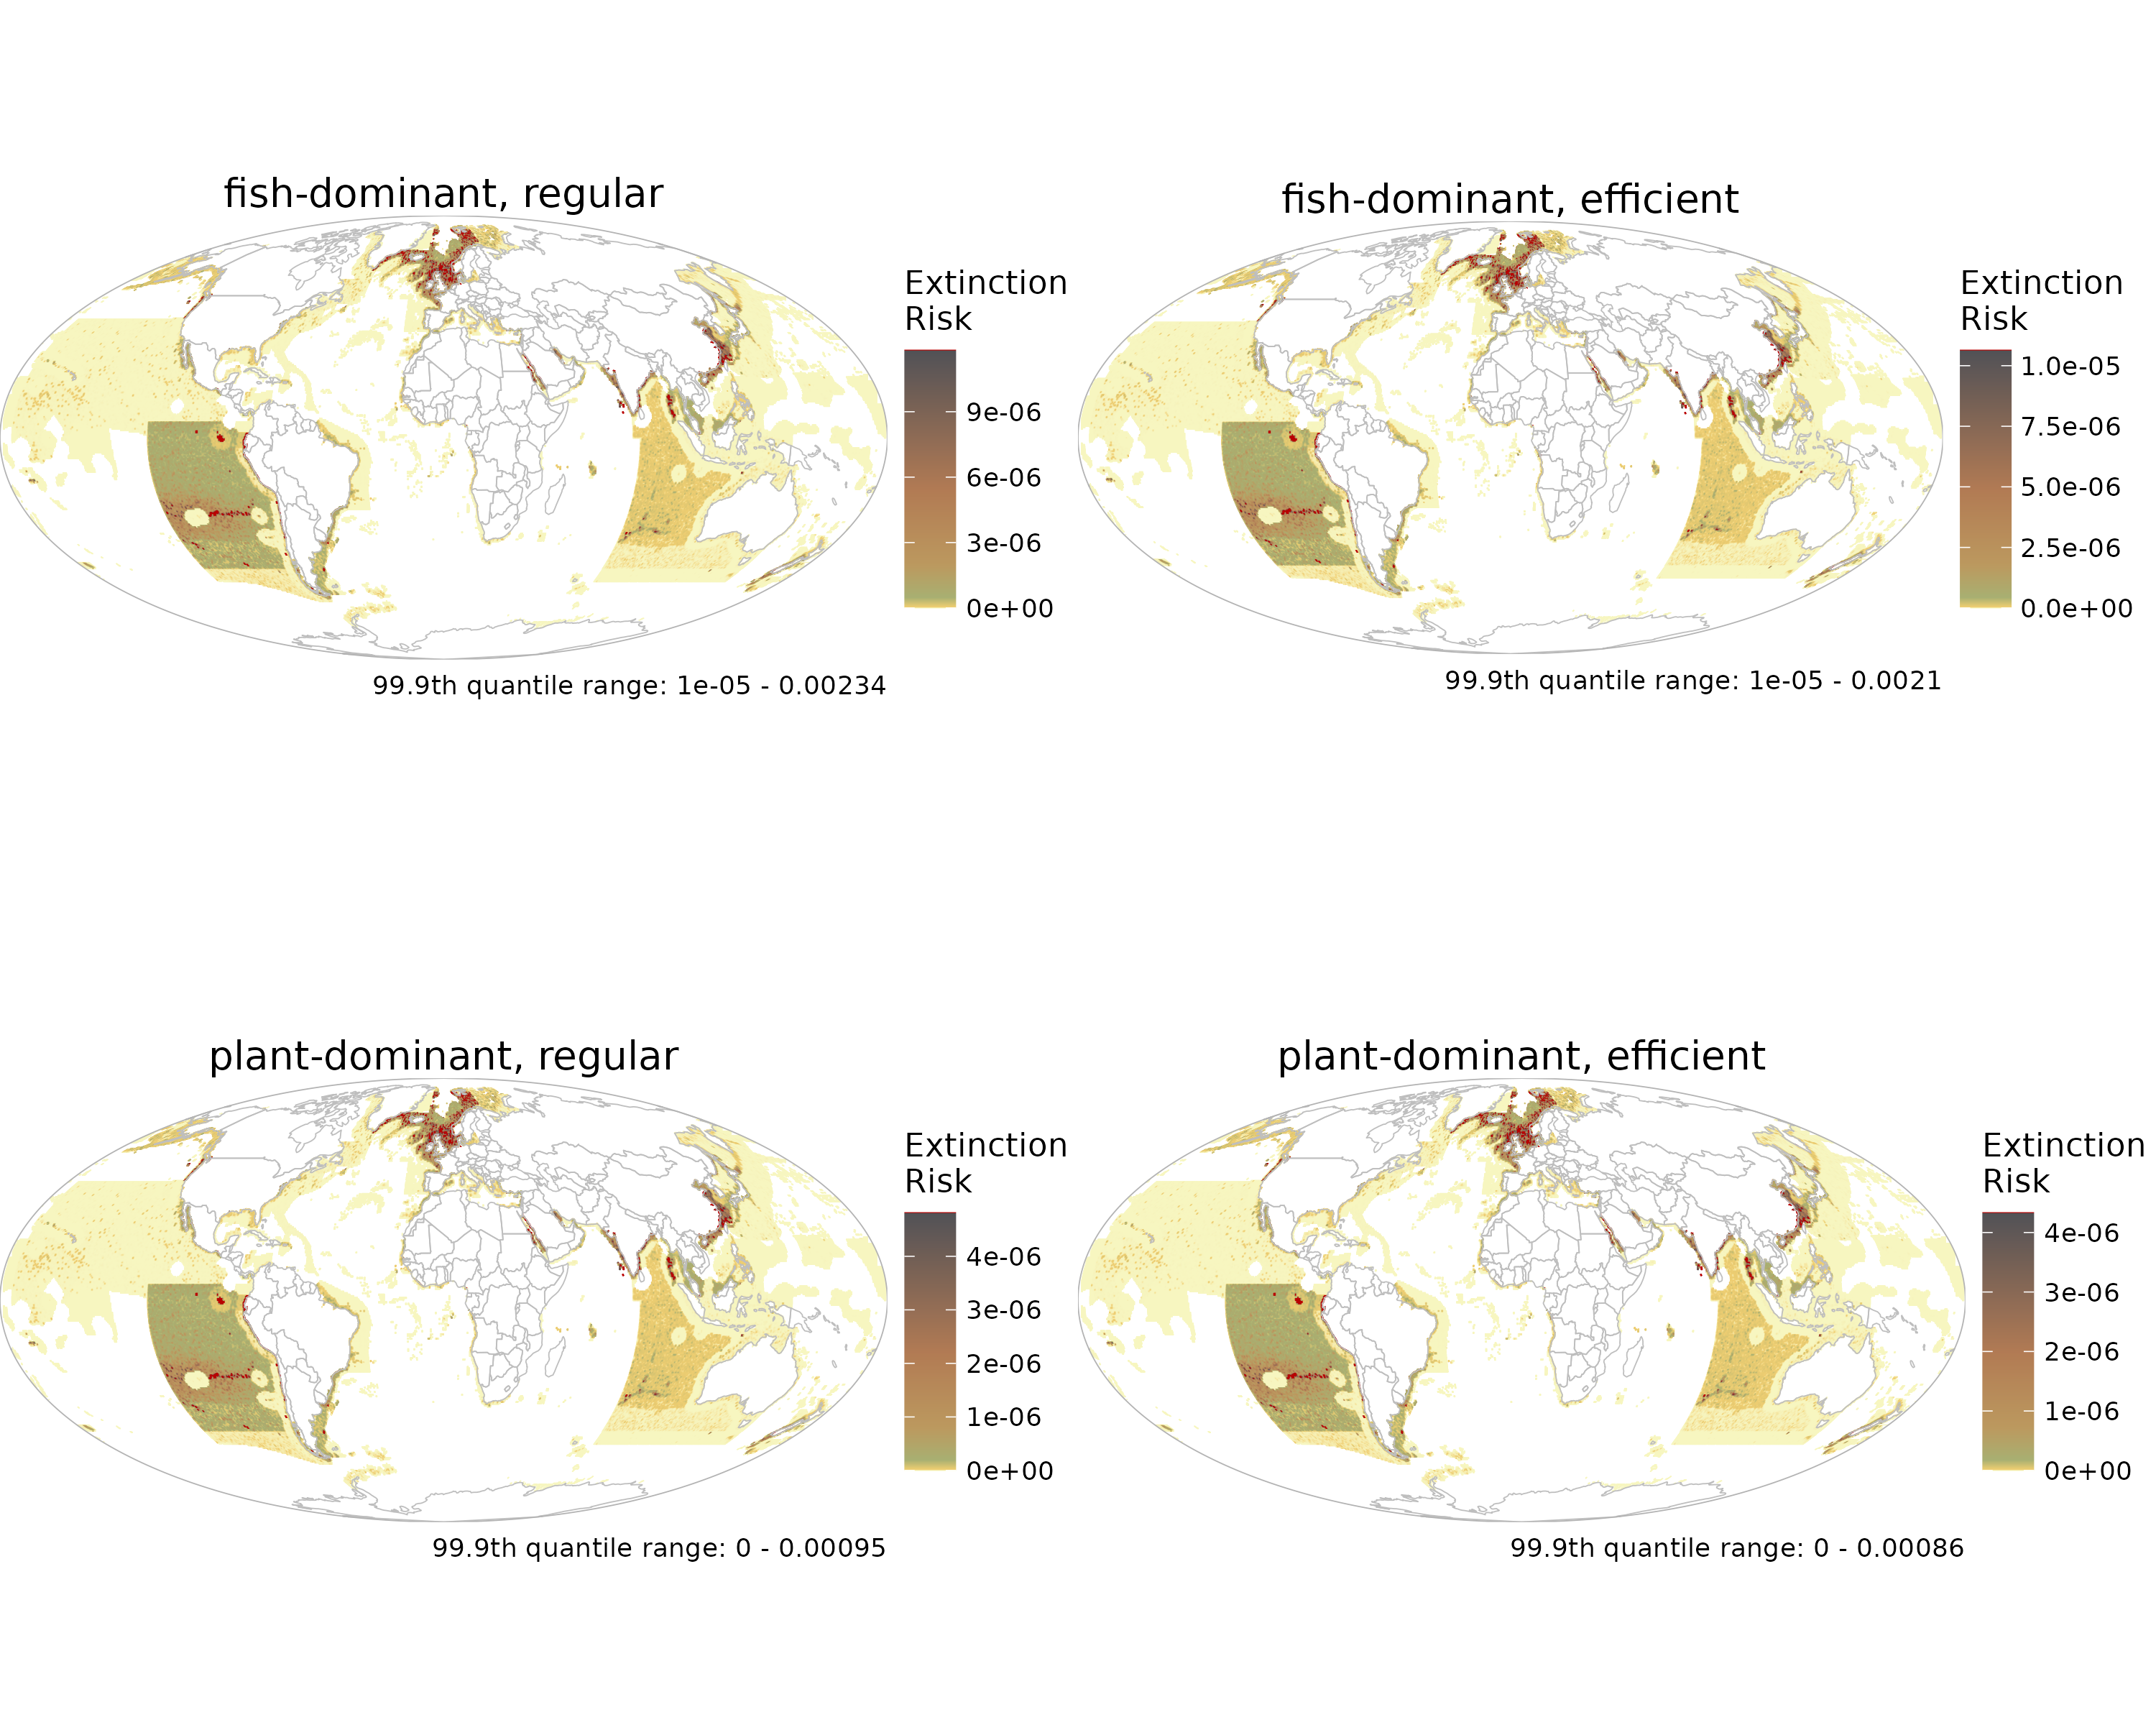 fish-dominant, regular
Extinction
Risk
9e-06
6e-06
3e-06
0e+00
99.9th quantile range: 1e-05 - 0.00234
fish-dominant, efficient
Extinction
Risk
1.0e-05
7.5e-06
5.0e-06
2.5e-06
0.0e+00
99.9th quantile range: 1e-05 - 0.0021
plant-dominant, regular
Extinction
Risk
4e-06
3e-06
2e-06
1e-06
0e+00
99.9th quantile range: 0 - 0.00095
plant-dominant, efficient
Extinction
Risk
4e-06
3e-06
2e-06
1e-06
0e+00
99.9th quantile range: 0 - 0.00086